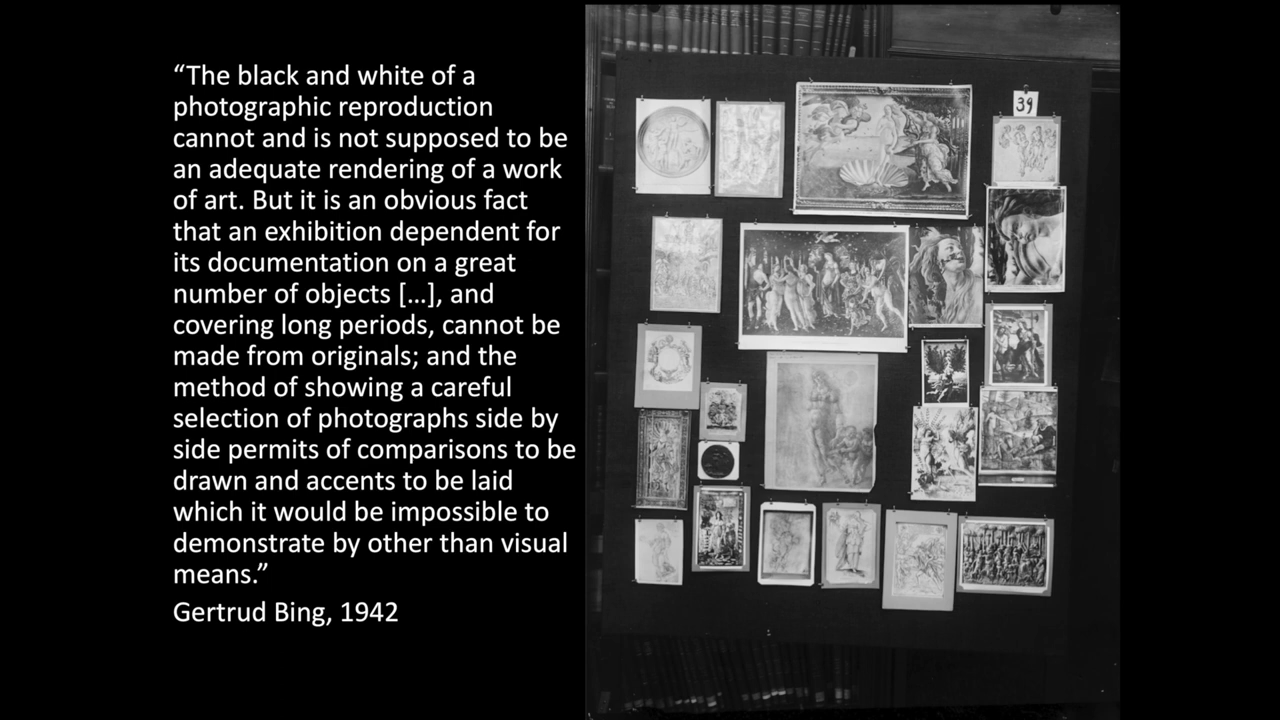 “The black and white of a
photographic reproduction
cannot and is not supposed to be
an adequate rendering of a work
of art. But it is an obvious fact
that an exhibition dependent for
its documentation on a great
number of objects […], and
covering long periods, cannot be
made from originals; and the
method of showing a careful
selection of photographs side by
side permits of comparisons to be
drawn and accents to be laid
which it would be impossible to
demonstrate by other than visual
means.”
Gertrud Bing, 1942
39